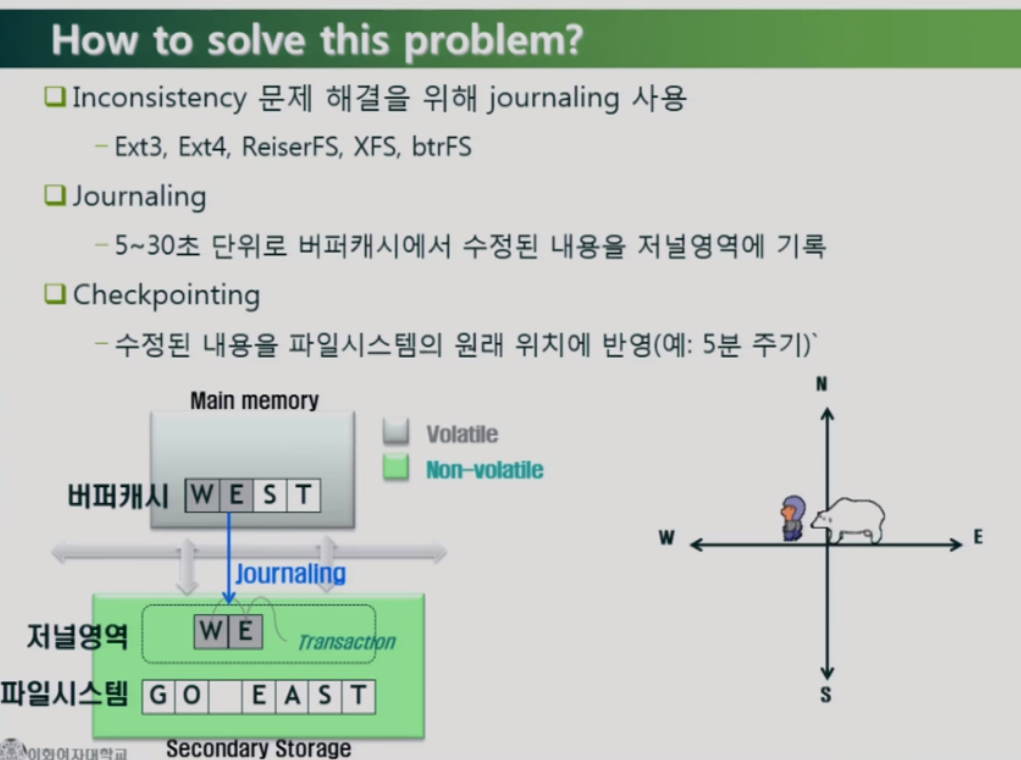 How to solve this problem?
Inconsistency 문제 해결을 위해 journaling 사용
– Ext3, Ext4, ReiserFS, XFS, btrFS
Journaling
– 5~30초 단위로 버퍼캐시에서 수정된 내용을 저널영역에 기록
Checkpointing
– 수정된 내용을 파일시스템의 원래 위치에 반영(예: 5분 주기)`
Main memory
Volatile
Non-volatile
버퍼캐시 W E S T
Journaling
저널영역 W E Transaction
파일시스템 G O E A S T
Secondary Storage
이화여자대학교
N
W
E
S